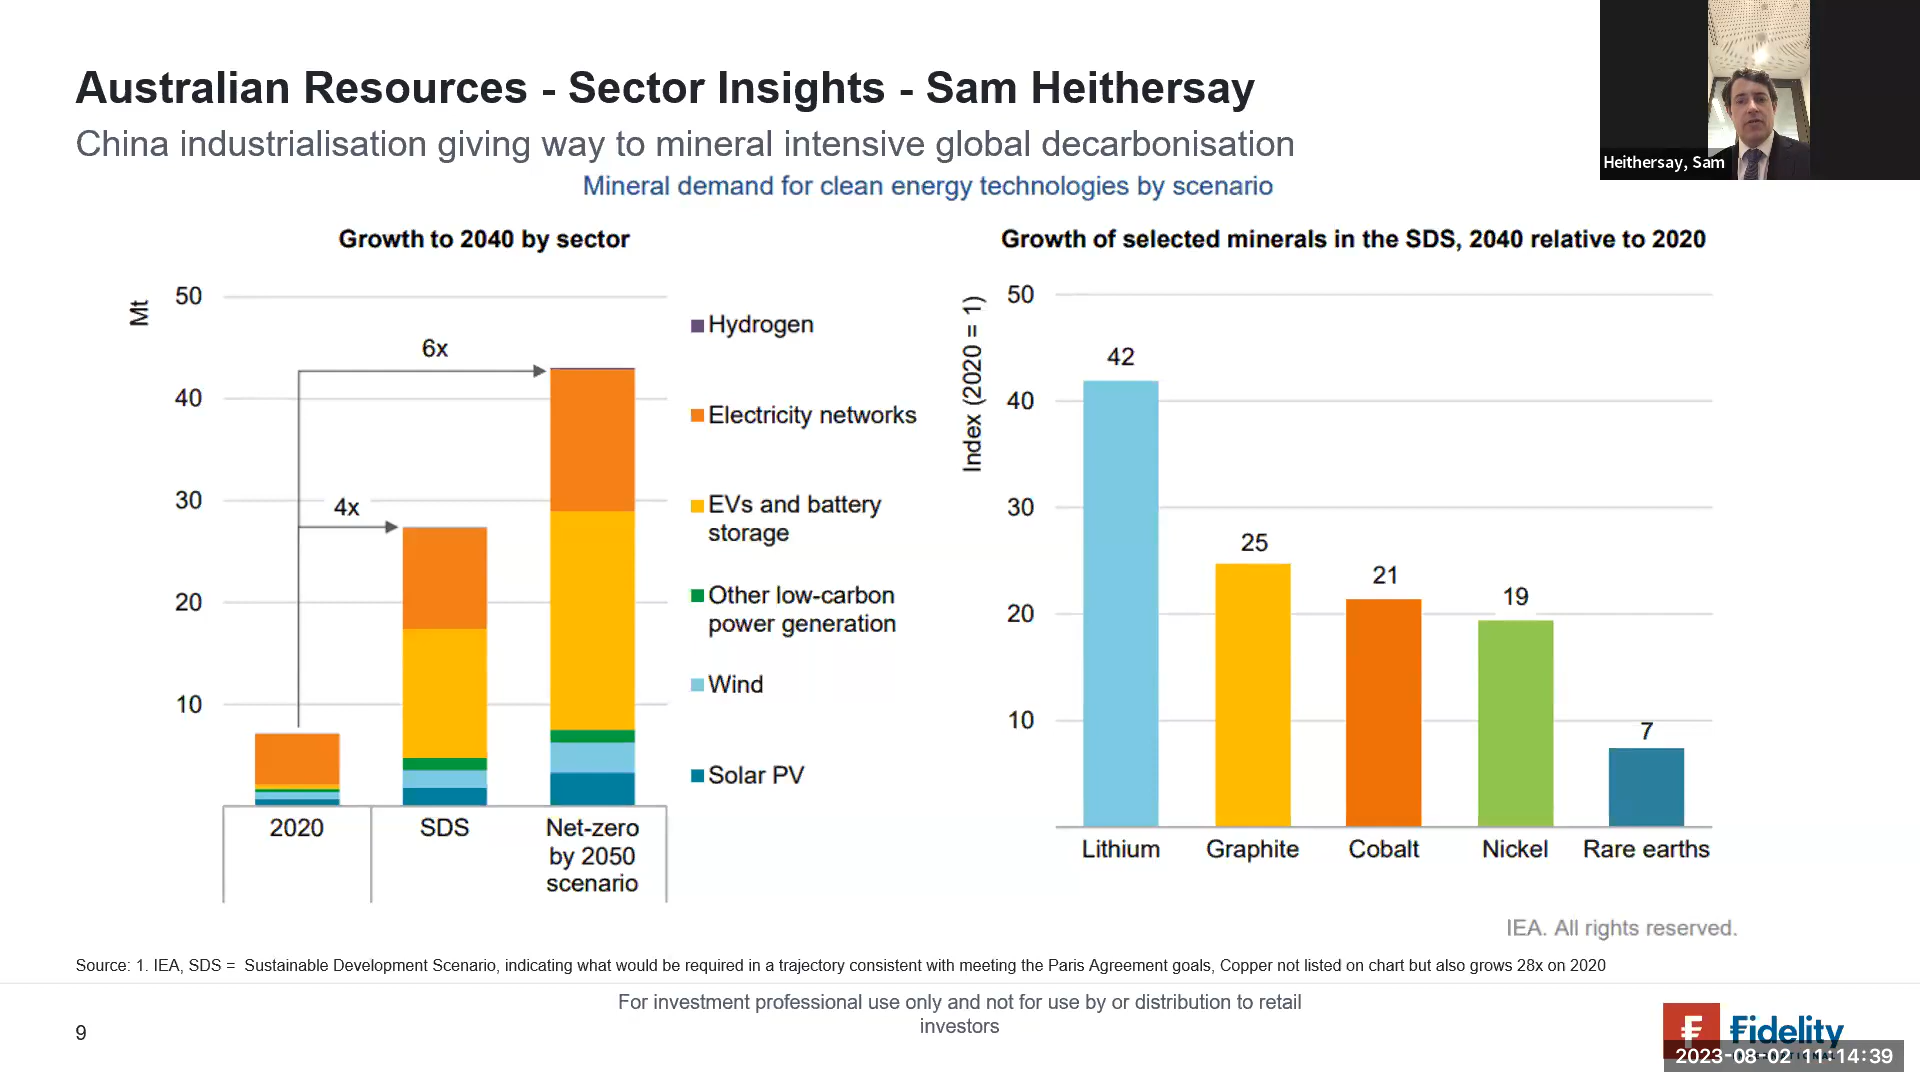 Australian Resources - Sector Insights - Sam Heithersay
China industrialisation giving way to mineral intensive global decarbonisation
Mineral demand for clean energy technologies by scenario
Heithersay, Sam
Growth to 2040 by sector
Mt
50
40
30
20
10
6x
4x
2020
SDS
Net-zero
by 2050
scenario
Hydrogen
Electricity networks
EVs and battery
storage
Other low-carbon
power generation
Wind
Solar PV
Growth of selected minerals in the SDS, 2040 relative to 2020
Index (2020 = 1)
50
40
30
20
10
42
25
21
19
7
Lithium
Graphite
Cobalt
Nickel
Rare earths
IEA. All rights reserved.
Source: 1. IEA, SDS = Sustainable Development Scenario, indicating what would be required in a trajectory consistent with meeting the Paris Agreement goals, Copper not listed on chart but also grows 28x on 2020
For investment professional use only and not for use by or distribution to retail
investors
9
Fidelity
2023-08-02 11:14:39